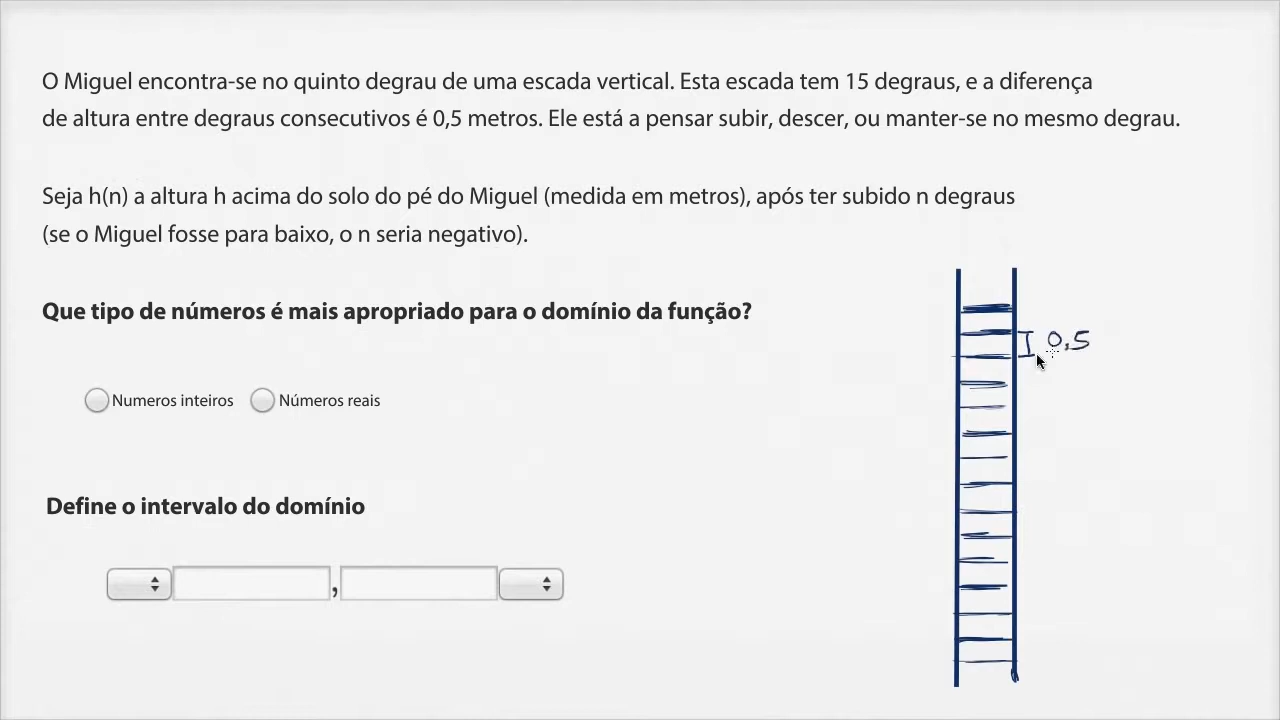 O Miguel encontra-se no quinto degrau de uma escada vertical. Esta escada tem 15 degraus, e a diferença
de altura entre degraus consecutivos é 0,5 metros. Ele está a pensar subir, descer, ou manter-se no mesmo degrau.
Seja h(n) a altura h acima do solo do pé do Miguel (medida em metros), após ter subido n degraus
(se o Miguel fosse para baixo, o n seria negativo).
Que tipo de números é mais apropriado para o domínio da função?
0.5
Numeros inteiros Números reais
Define o intervalo do domínio
,